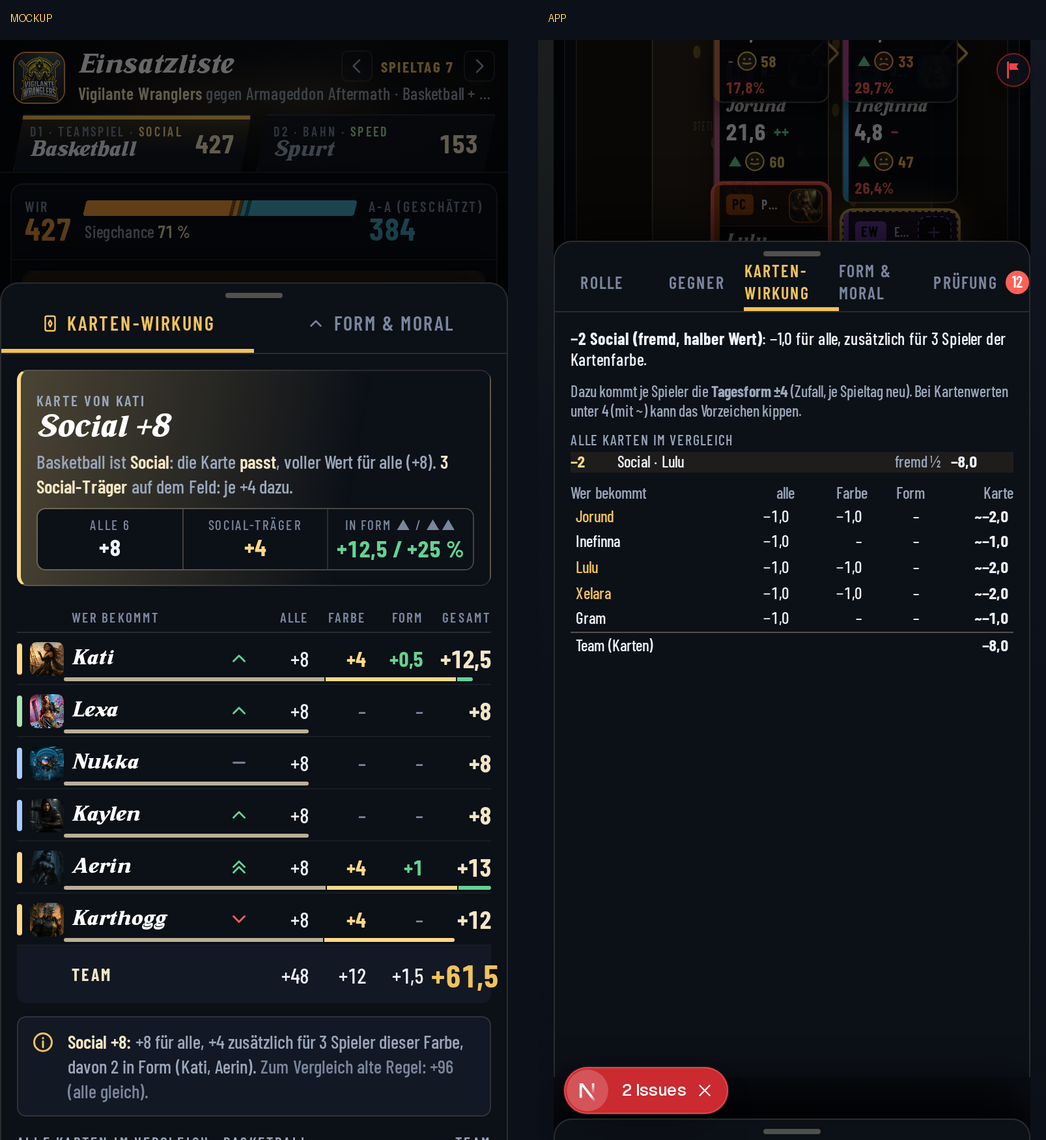 MOCKUP
Einsatzliste
SPIELTAG 7
Vigilante Wranglers gegen Armageddon Aftermath · Basketball + ...
D1 · TEAMSPIEL · SOCIAL
Basketball
427
D2 · BAHN · SPEED
Spurt
153
WIR
427
Siegchance 71 %
A-A (GESCHÄTZT)
384
KARTEN-WIRKUNG
FORM & MORAL
KARTE VON KATI
Social +8
Basketball ist Social: die Karte passt, voller Wert für alle (+8). 3
Social-Träger auf dem Feld: je +4 dazu.
ALLE 6
+8
SOCIAL-TRÄGER
+4
IN FORM ▲ / ▲▲
+12,5 / +25 %
WER BEKOMMT ALLE FARBE FORM GESAMT
Kati +8 +4 +0,5 +12,5
Lexa +8 – – +8
Nukka +8 – – +8
Kaylen +8 – – +8
Aerin +8 +4 +1 +13
Karthogg +8 +4 – +12
TEAM +48 +12 +1,5 +61,5
Social +8: +8 für alle, +4 zusätzlich für 3 Spieler dieser Farbe,
davon 2 in Form (Kati, Aerin). Zum Vergleich alte Regel: +96
(alle gleich).
ALLE KARTEN IM VERGLEICH · BASKETBALL TEAM
APP
- 58
17,8%
▲ 33
29,7%
Jorund
21,6 ++
▲ 60
Inefinna
4,8 -
▲ 47
26,4%
PC P...
Lulu
EW E... +
ROLLE
GEGNER
KARTEN-
WIRKUNG
FORM &
MORAL
PRÜFUNG 12
−2 Social (fremd, halber Wert): −1,0 für alle, zusätzlich für 3 Spieler der
Kartenfarbe.
Dazu kommt je Spieler die Tagesform ±4 (Zufall, je Spieltag neu). Bei Kartenwerten
unter 4 (mit ~) kann das Vorzeichen kippen.
ALLE KARTEN IM VERGLEICH
−2 Social · Lulu fremd ½ −8,0
Wer bekommt alle Farbe Form Karte
Jorund −1,0 −1,0 – ~−2,0
Inefinna −1,0 – – ~−1,0
Lulu −1,0 −1,0 – ~−2,0
Xelara −1,0 −1,0 – ~−2,0
Gram −1,0 – – ~−1,0
Team (Karten) −8,0
N 2 Issues